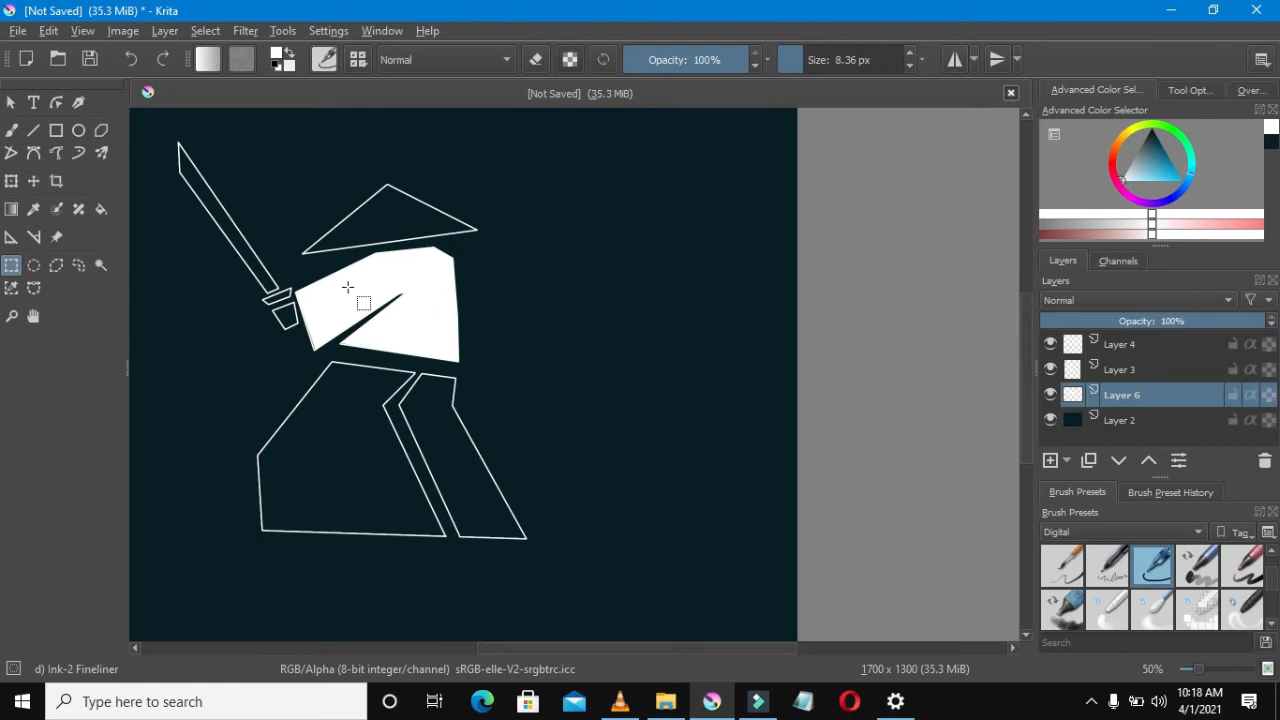 [Not Saved] (35.3 MiB) * - Krita
File Edit View Image Layer Select Filter Tools Settings Window Help
Normal Opacity: 100% Size: 8.36 px
[Not Saved] (35.3 MiB)
Advanced Color Sel... Tool Opt... Over...
Advanced Color Selector
Layers Channels
Layers
Normal
Opacity: 100%
Layer 4
Layer 3
Layer 6
Layer 2
Brush Presets Brush Preset History
Brush Presets
Digital Tag
Search
d) Ink-2 Fineliner RGB/Alpha (8-bit integer/channel) sRGB-elle-V2-srgbtrc.icc 1700 x 1300 (35.3 MiB) 50%
Type here to search
10:18 AM
4/1/2021